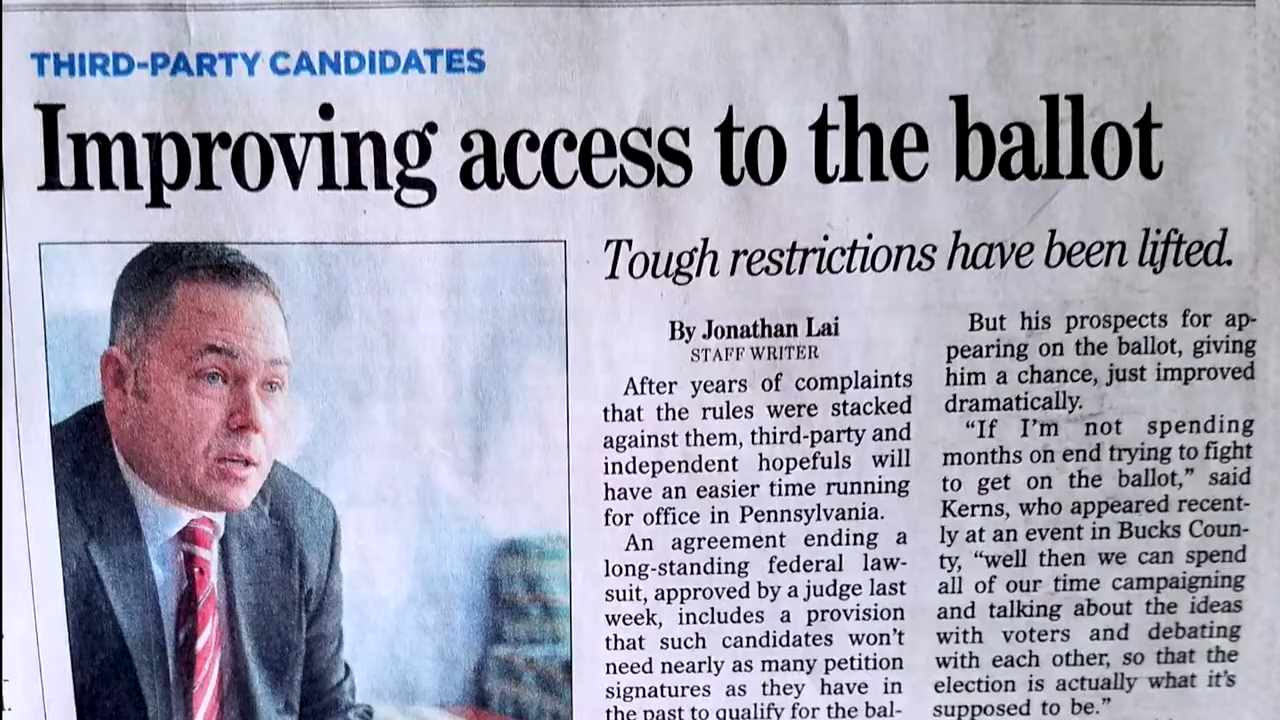 THIRD-PARTY CANDIDATES
Improving access to the ballot
Tough restrictions have been lifted.
By Jonathan Lai
STAFF WRITER
After years of complaints
that the rules were stacked
against them, third-party and
independent hopefuls will
have an easier time running
for office in Pennsylvania.
An agreement ending a
long-standing federal law-
suit, approved by a judge last
week, includes a provision
that such candidates won't
need nearly as many petition
signatures as they have in
the past to qualify for the bal-
But his prospects for ap-
pearing on the ballot, giving
him a chance, just improved
dramatically.
“If I'm not spending
months on end trying to fight
to get on the ballot,” said
Kerns, who appeared recent-
ly at an event in Bucks Coun-
ty, “well then we can spend
all of our time campaigning
and talking about the ideas
with voters and debating
with each other, so that the
election is actually what it's
supposed to be.”